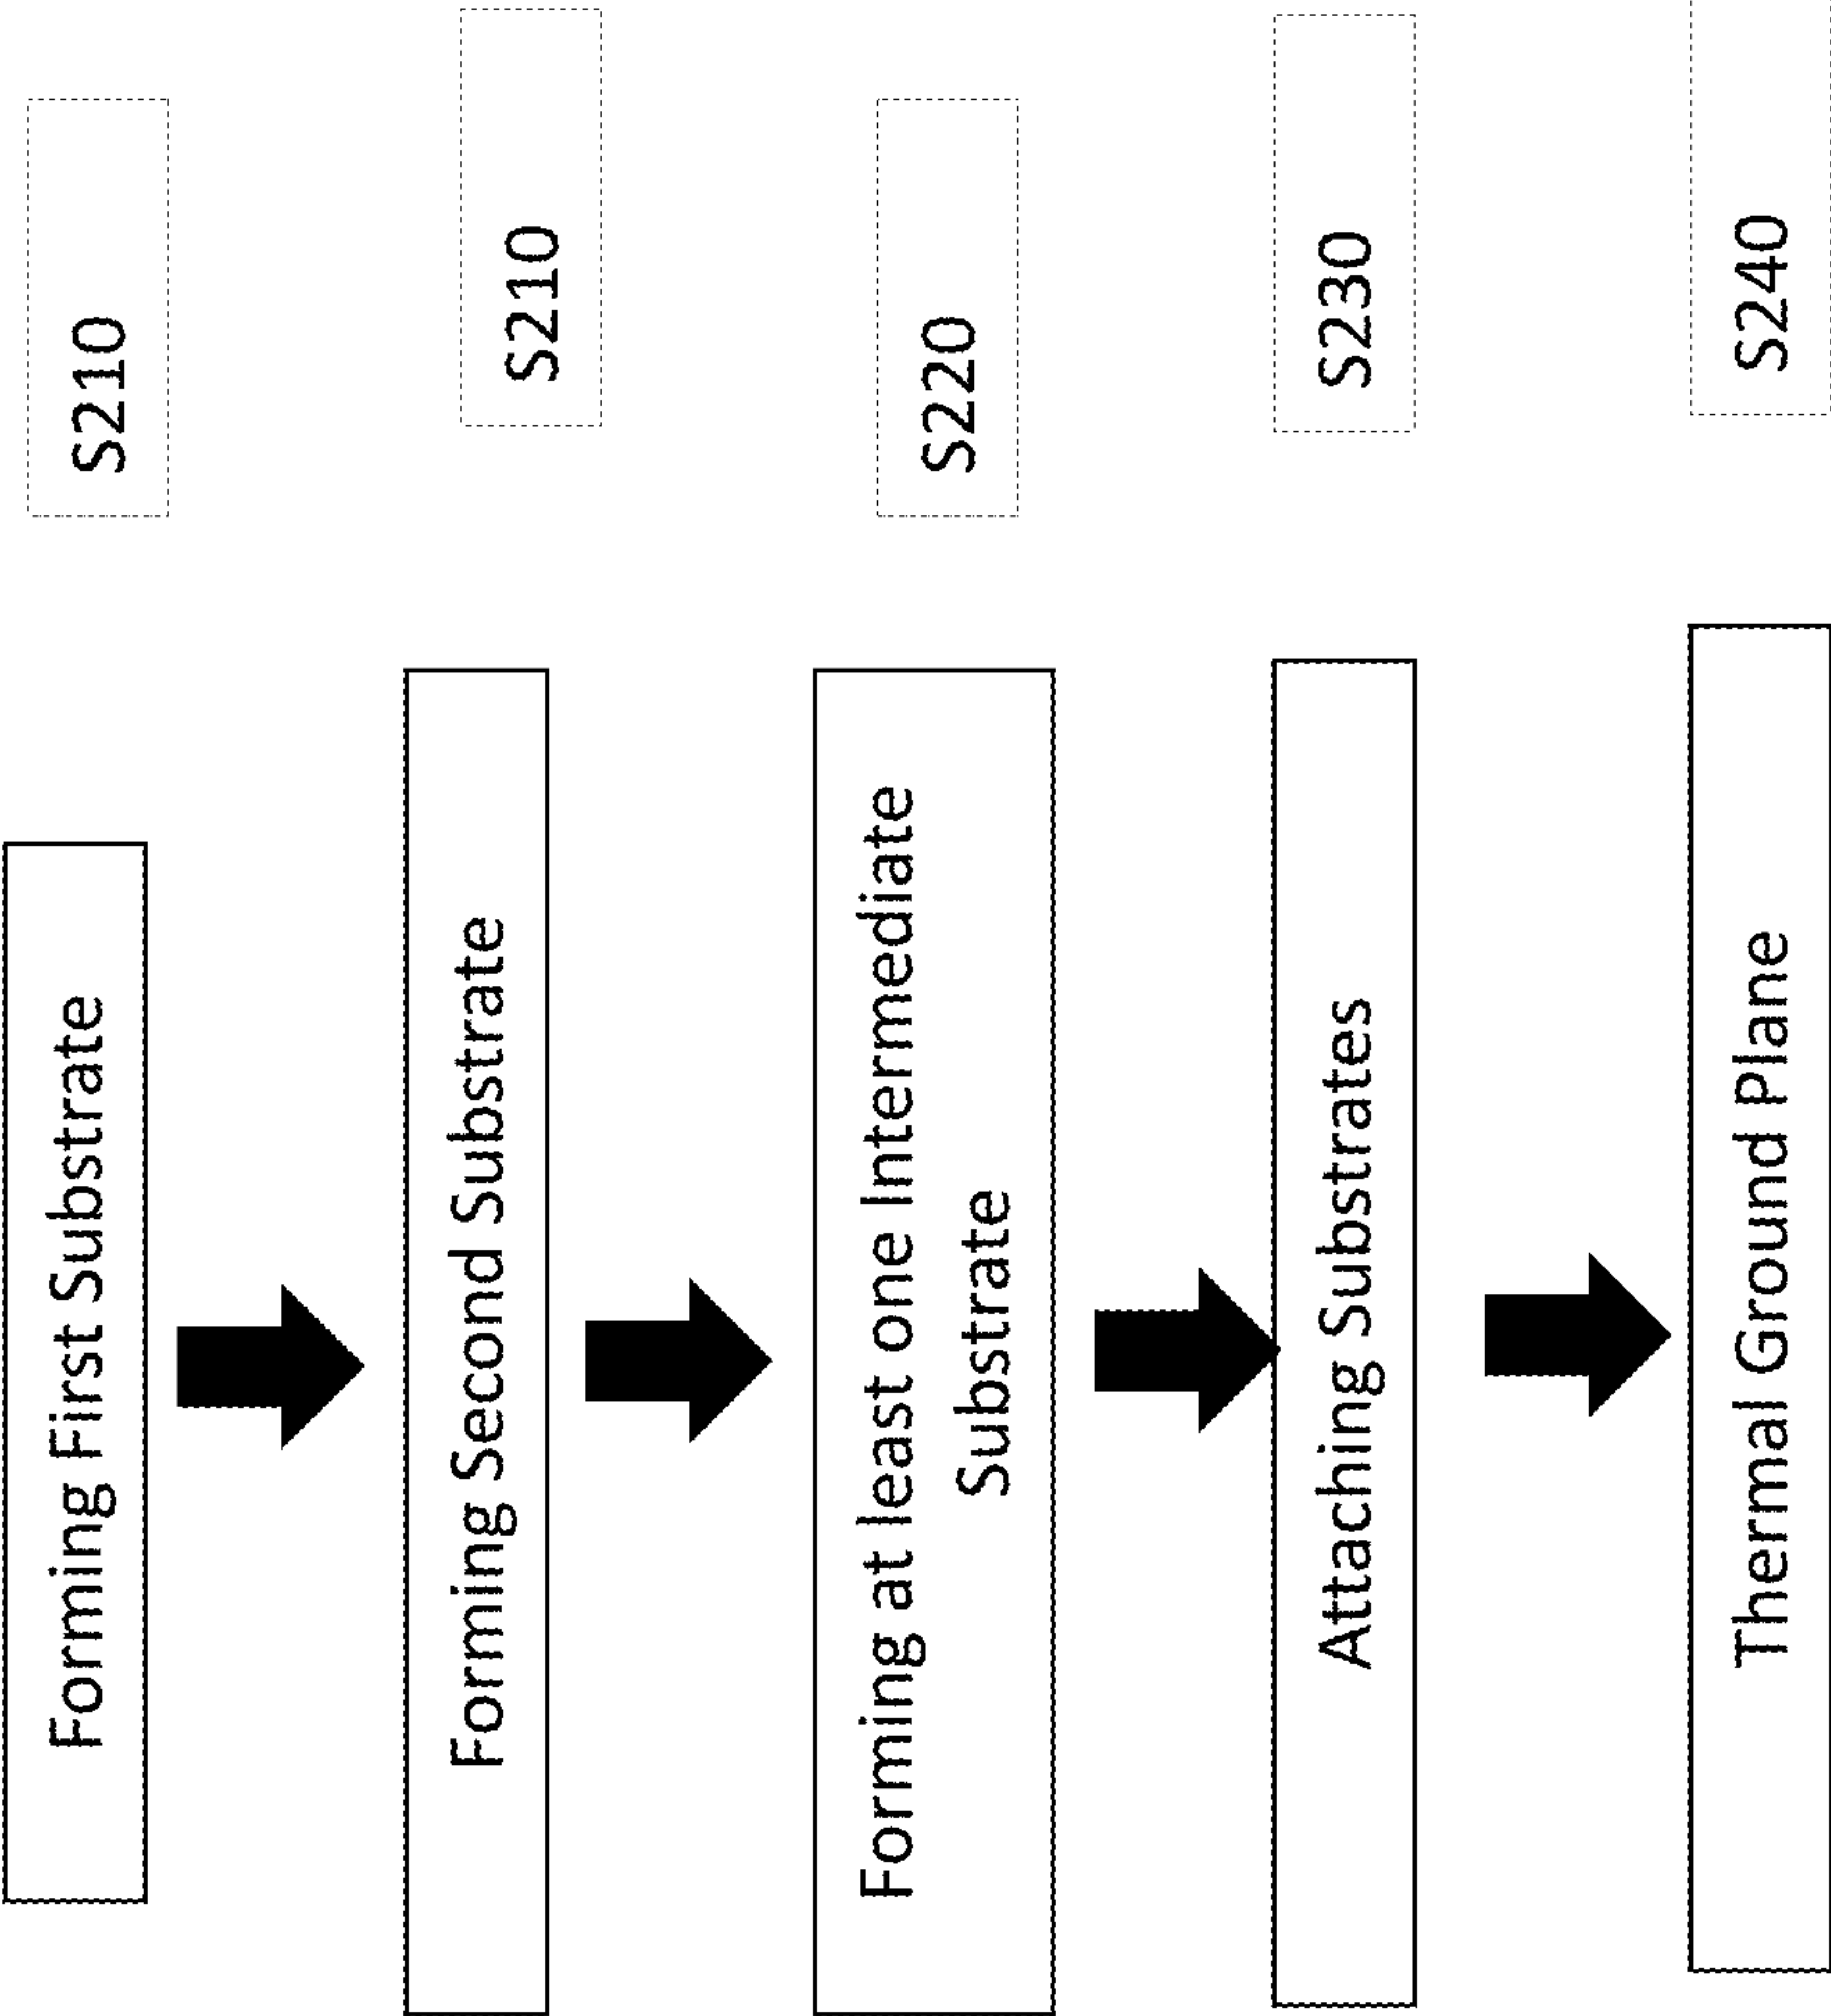 Forming First Substrate
S210
Forming Second Substrate
S210
Forming at least one Intermediate
Substrate
S220
Attaching Substrates
S230
Thermal Ground Plane
S240